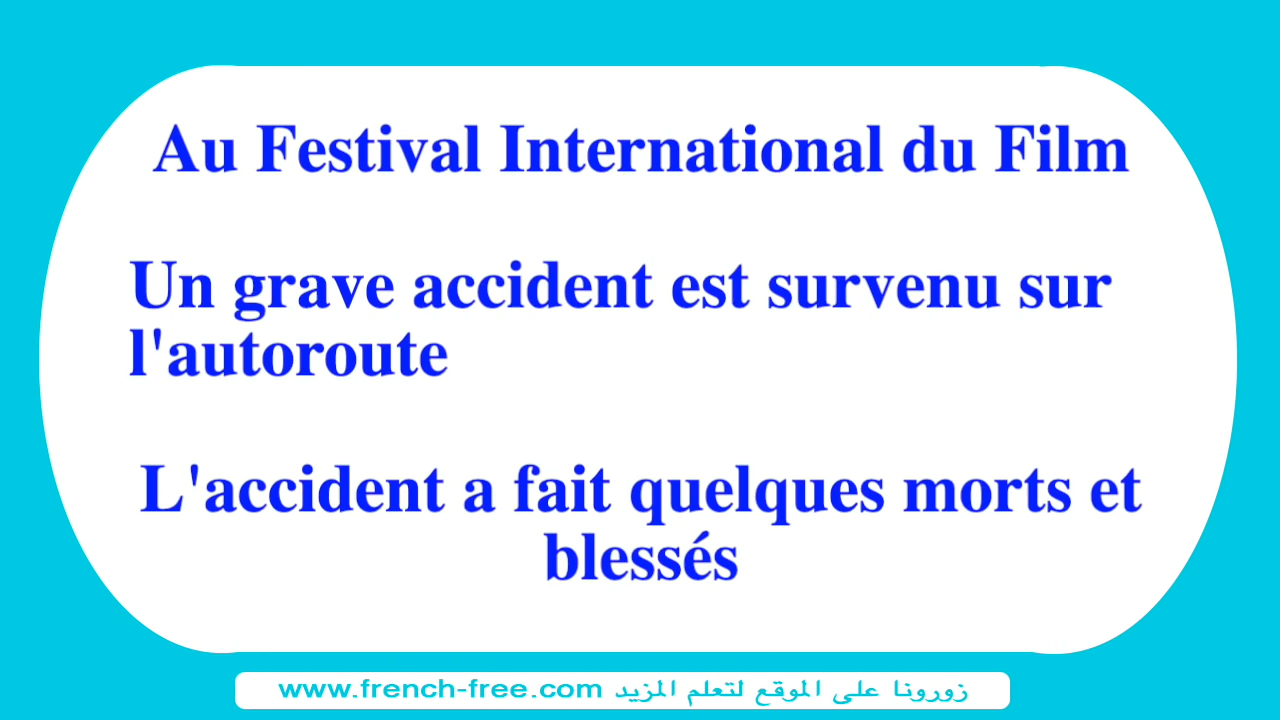 Au Festival International du Film
Un grave accident est survenu sur
l'autoroute
L'accident a fait quelques morts et
blessés
www.french-free.com زورونا على الموقع لتعلم المزيد